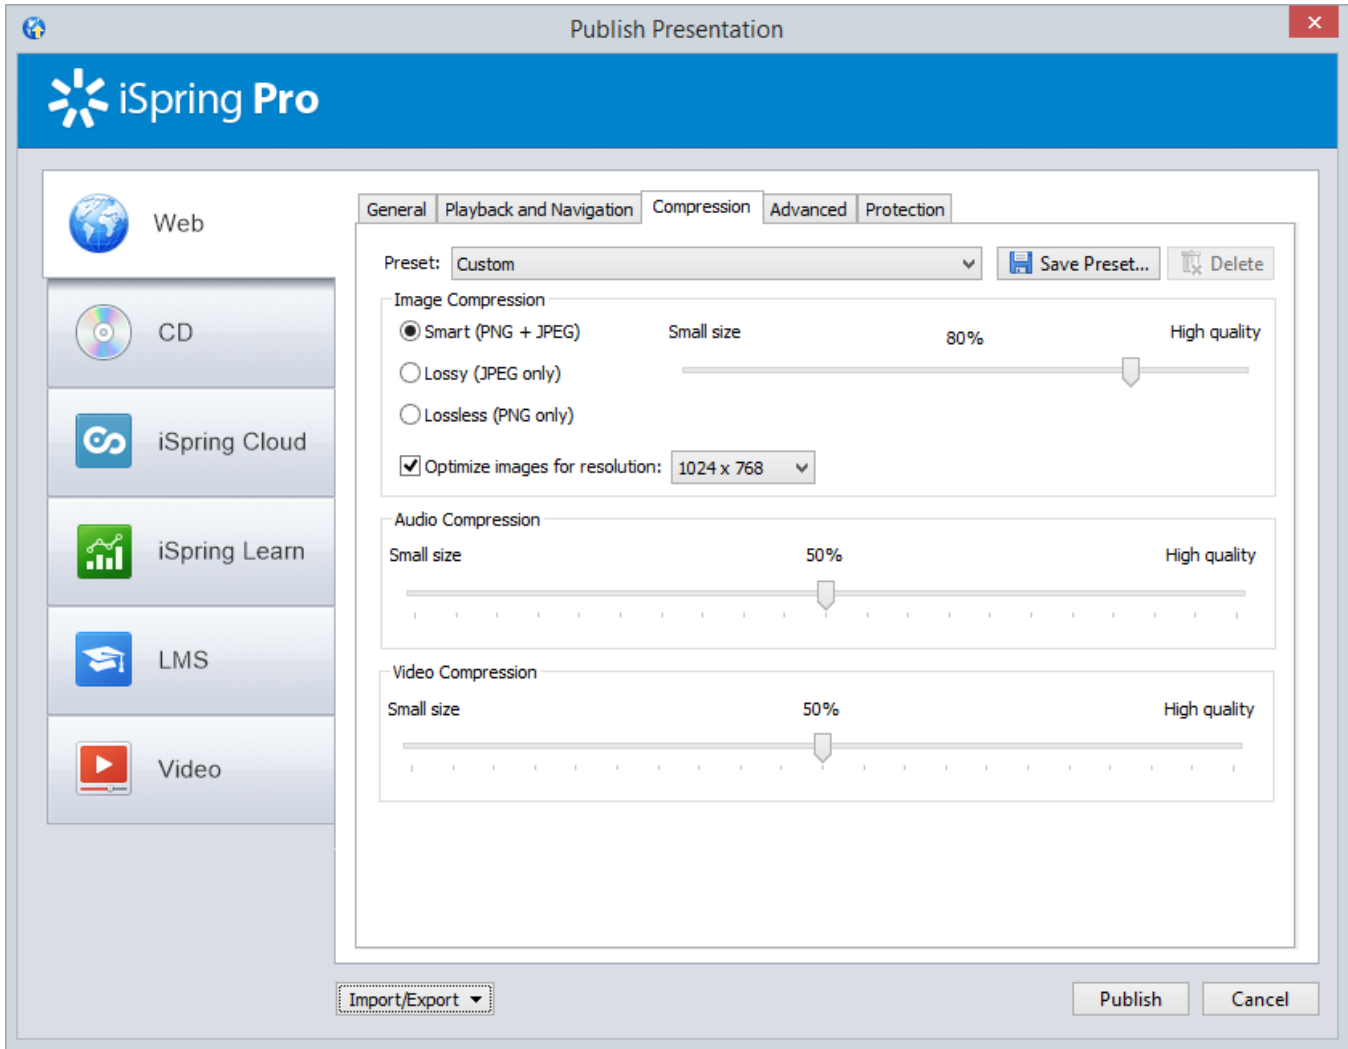 Publish Presentation
iSpring Pro
Web
CD
iSpring Cloud
iSpring Learn
LMS
Video
General Playback and Navigation Compression Advanced Protection
Preset: Custom Save Preset... Delete
Image Compression
Smart (PNG + JPEG) Small size 80% High quality
Lossy (JPEG only)
Lossless (PNG only)
Optimize images for resolution: 1024 x 768
Audio Compression
Small size 50% High quality
Video Compression
Small size 50% High quality
Import/Export Publish Cancel